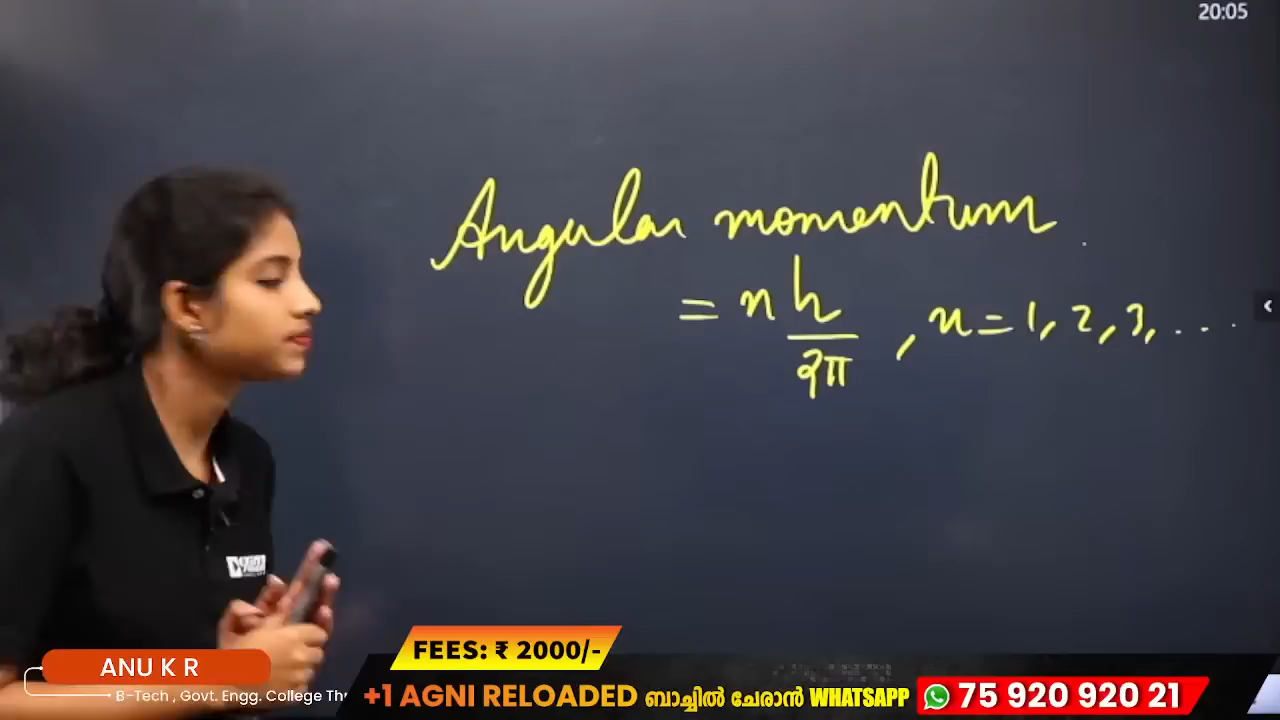 20:05
Angular momentum
= n h/2π , n = 1, 2, 3, ....
FEES: ₹ 2000/-
ANU K R
B-Tech , Govt. Engg. College Th
+1 AGNI RELOADED ബാച്ചിൽ ചേരാൻ WHATSAPP 75 920 920 21